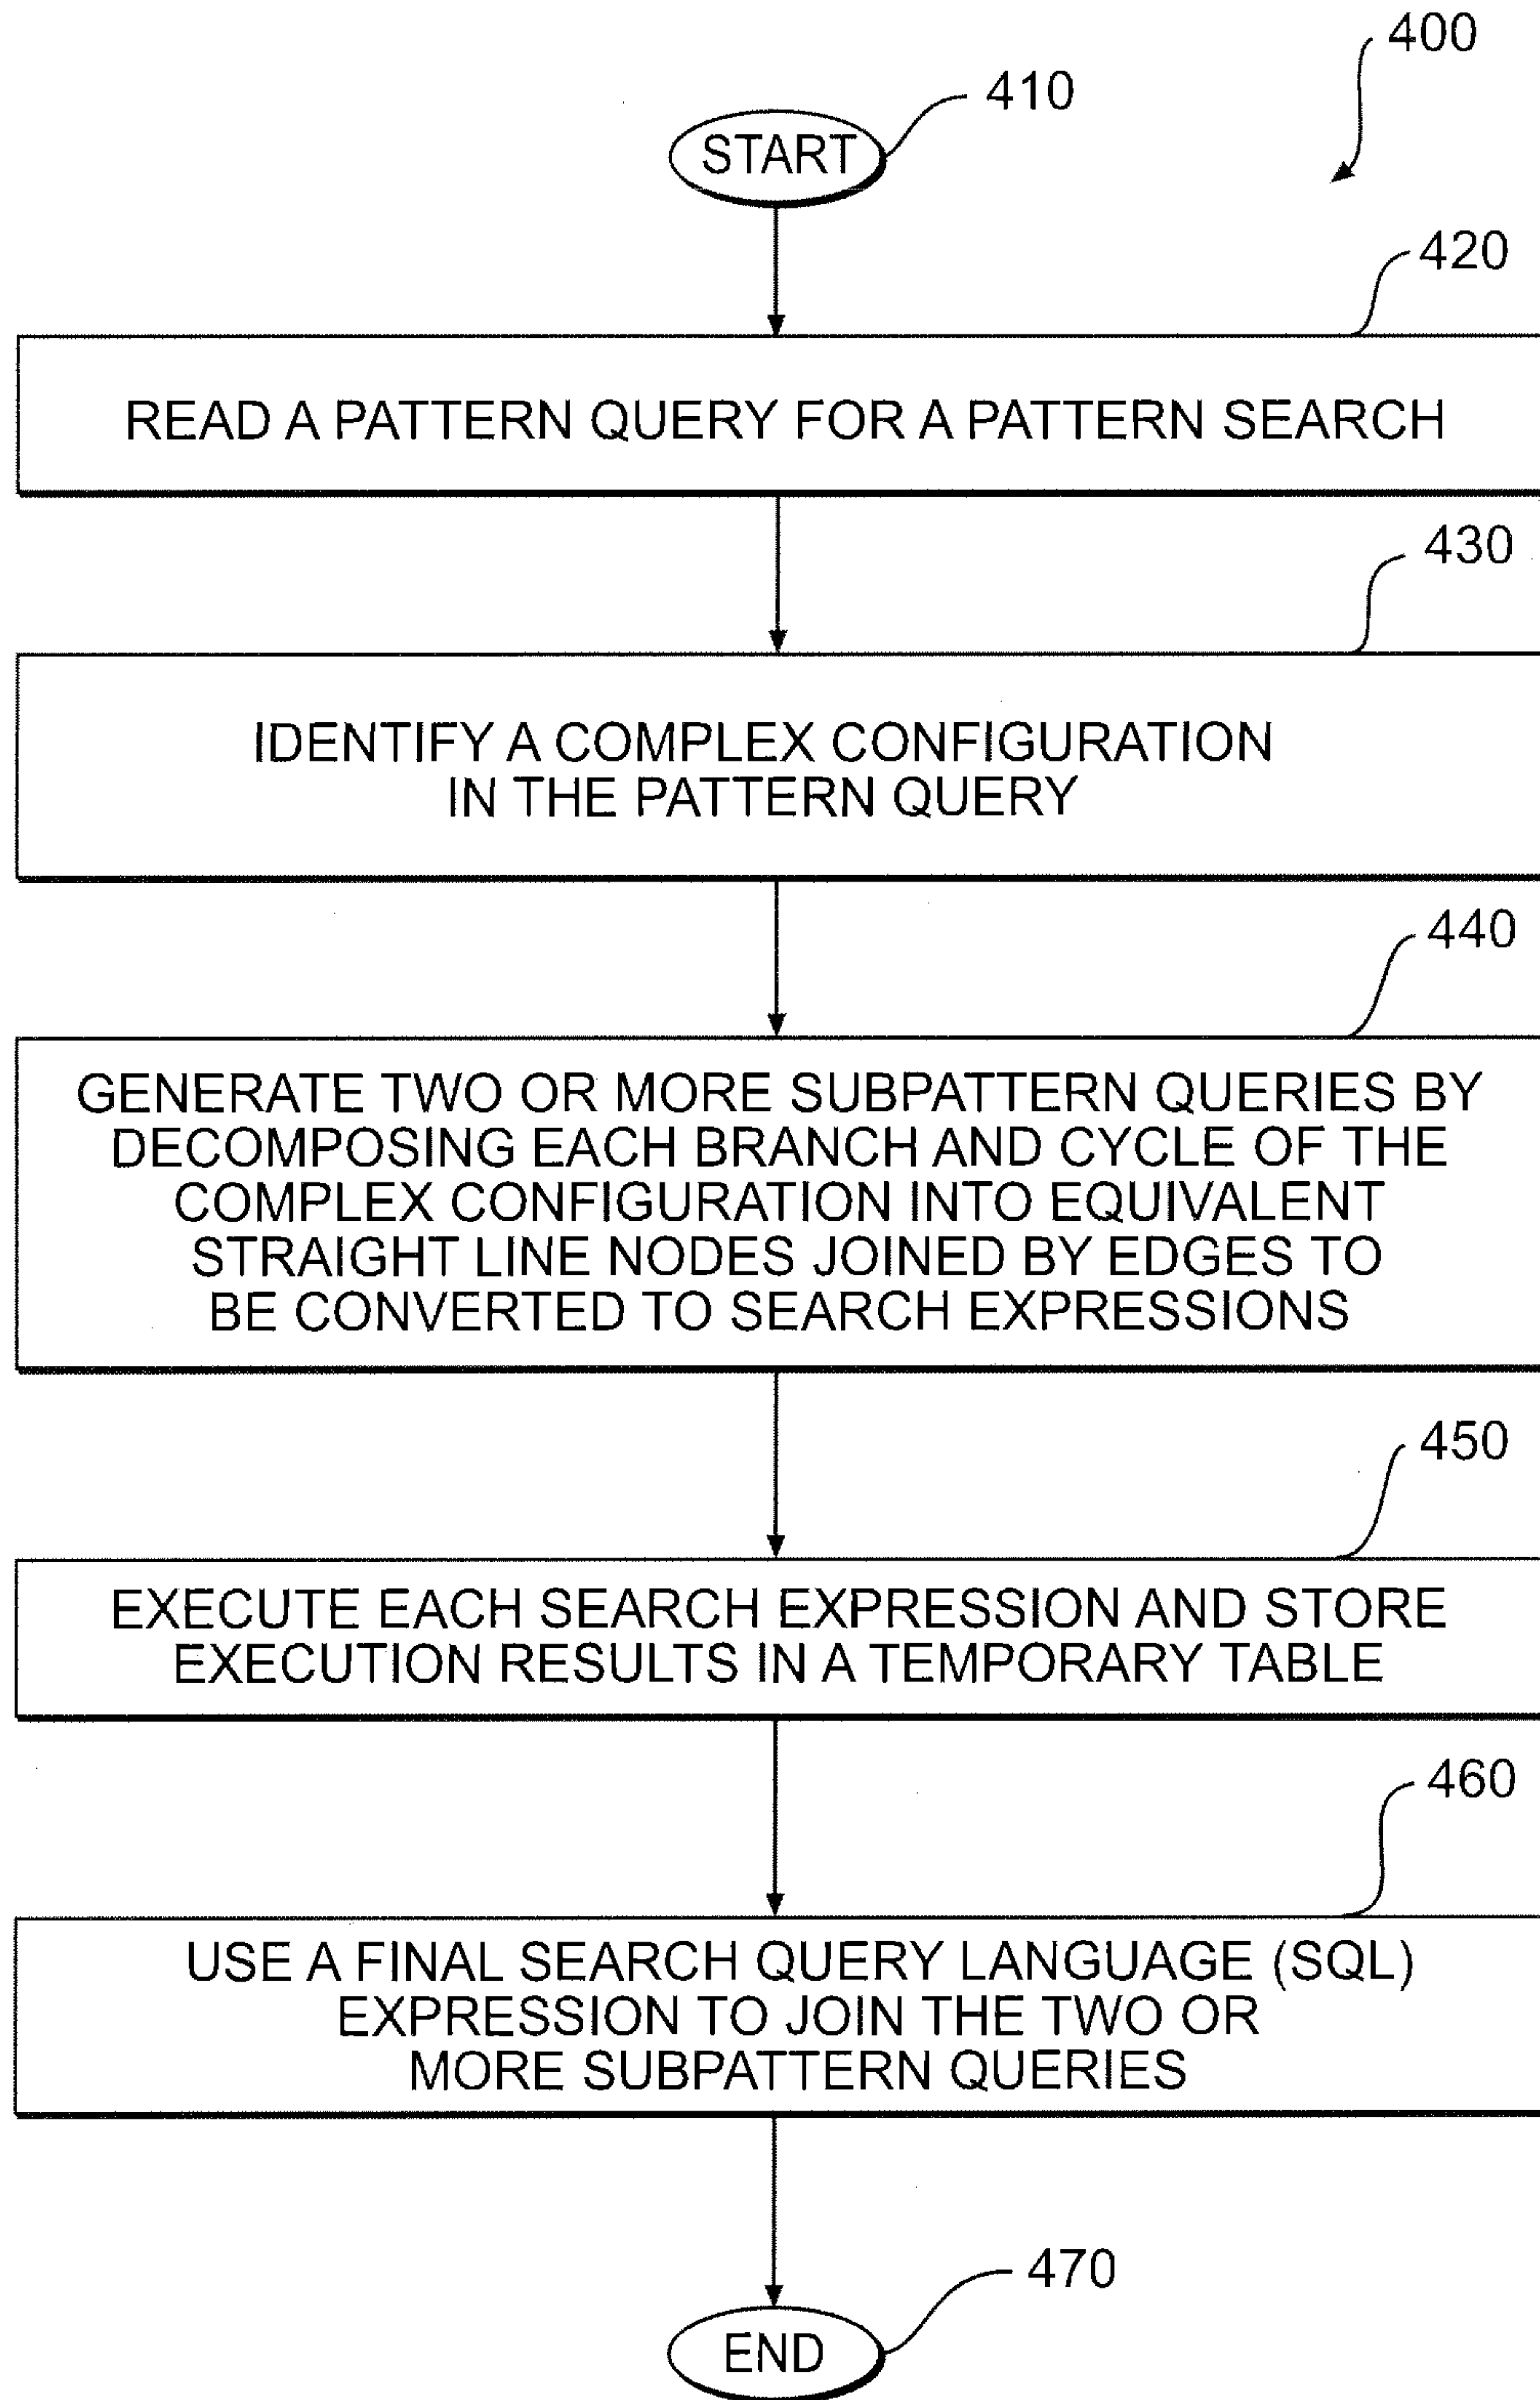 400
410
START
420
READ A PATTERN QUERY FOR A PATTERN SEARCH
430
IDENTIFY A COMPLEX CONFIGURATION
IN THE PATTERN QUERY
440
GENERATE TWO OR MORE SUBPATTERN QUERIES BY
DECOMPOSING EACH BRANCH AND CYCLE OF THE
COMPLEX CONFIGURATION INTO EQUIVALENT
STRAIGHT LINE NODES JOINED BY EDGES TO
BE CONVERTED TO SEARCH EXPRESSIONS
450
EXECUTE EACH SEARCH EXPRESSION AND STORE
EXECUTION RESULTS IN A TEMPORARY TABLE
460
USE A FINAL SEARCH QUERY LANGUAGE (SQL)
EXPRESSION TO JOIN THE TWO OR
MORE SUBPATTERN QUERIES
470
END